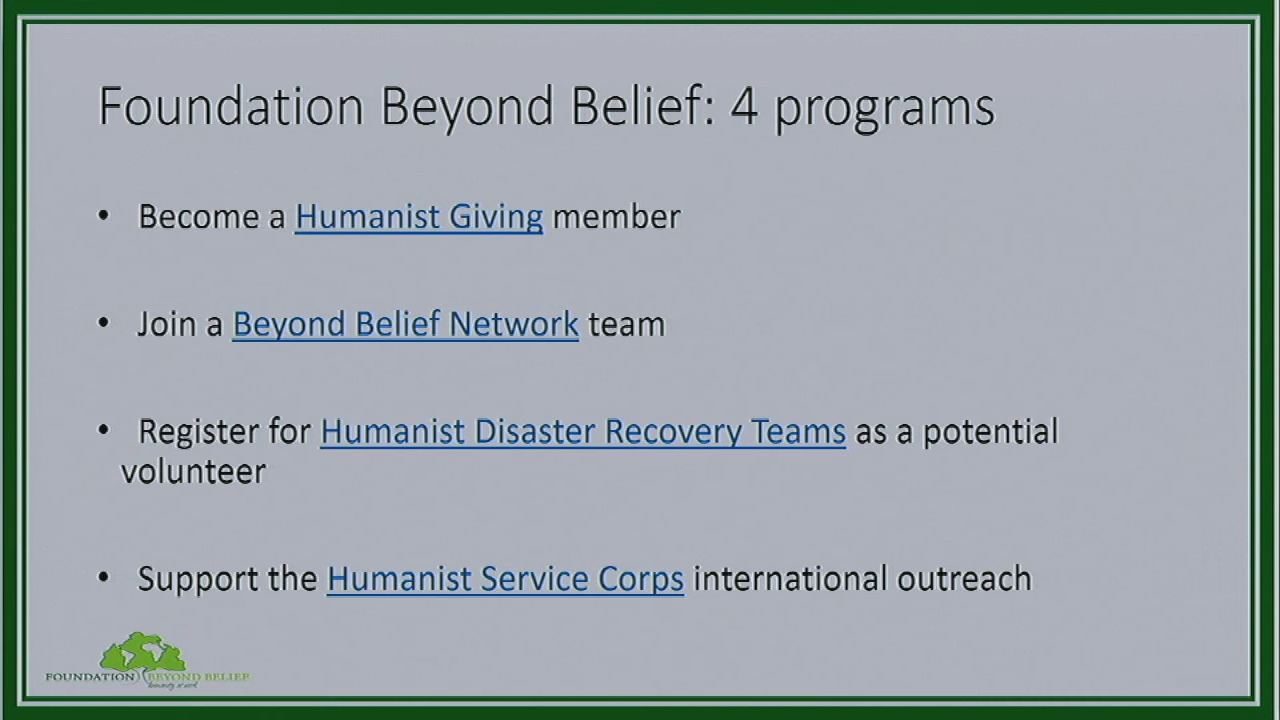 Foundation Beyond Belief: 4 programs
• Become a Humanist Giving member
• Join a Beyond Belief Network team
• Register for Humanist Disaster Recovery Teams as a potential
volunteer
• Support the Humanist Service Corps international outreach
FOUNDATION BEYOND BELIEF